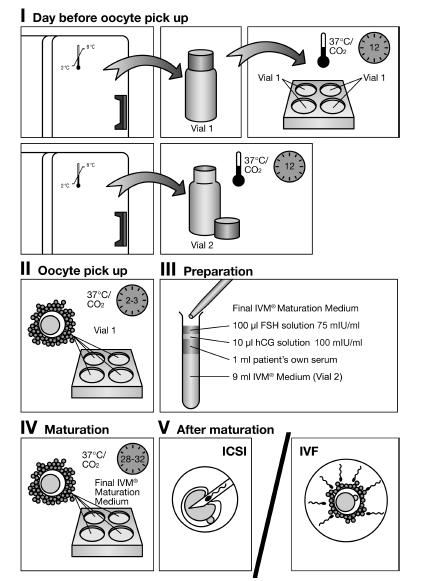 I Day before oocyte pick up
8°C
2°C
Vial 1
37°C/
CO₂
12
Vial 1
Vial 1
8°C
2°C
37°C/
CO₂
12
Vial 2
II Oocyte pick up
37°C/
CO₂
2-3
Vial 1
III Preparation
Final IVM® Maturation Medium
100 µl FSH solution 75 mIU/ml
10 µl hCG solution 100 mIU/ml
1 ml patient's own serum
9 ml IVM® Medium (Vial 2)
IV Maturation
37°C/
CO₂
28-32
Final IVM®
Maturation
Medium
V After maturation
ICSI
IVF